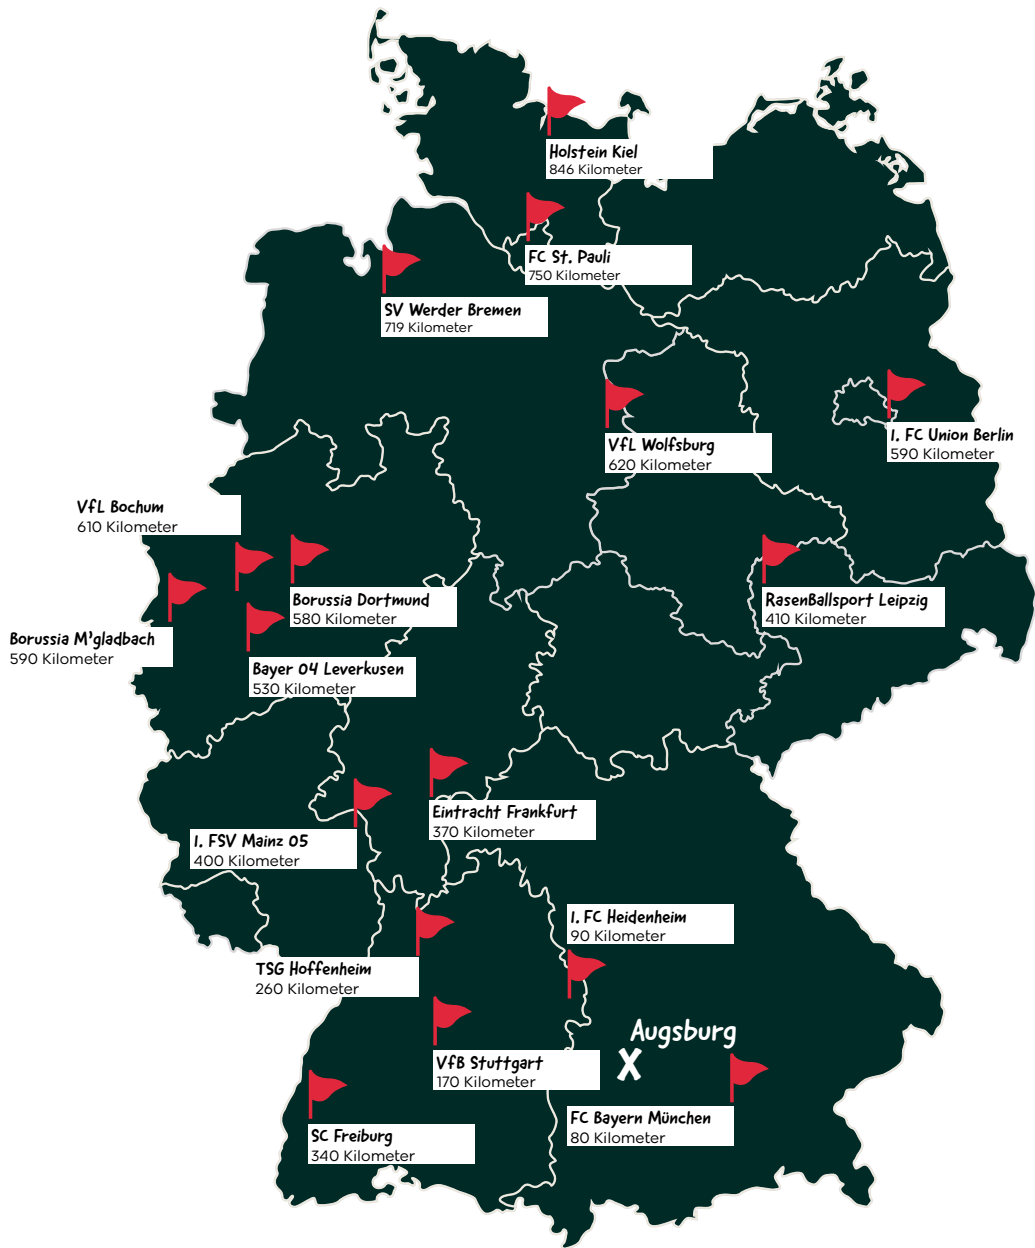 Holstein Kiel
846 Kilometer
FC St. Pauli
750 Kilometer
SV Werder Bremen
719 Kilometer
VfL Wolfsburg
620 Kilometer
1. FC Union Berlin
590 Kilometer
VfL Bochum
610 Kilometer
Borussia Dortmund
580 Kilometer
RasenBallsport Leipzig
410 Kilometer
Borussia M'gladbach
590 Kilometer
Bayer 04 Leverkusen
530 Kilometer
Eintracht Frankfurt
370 Kilometer
1. FSV Mainz 05
400 Kilometer
1. FC Heidenheim
90 Kilometer
TSG Hoffenheim
260 Kilometer
Augsburg
X
VfB Stuttgart
170 Kilometer
FC Bayern München
80 Kilometer
SC Freiburg
340 Kilometer